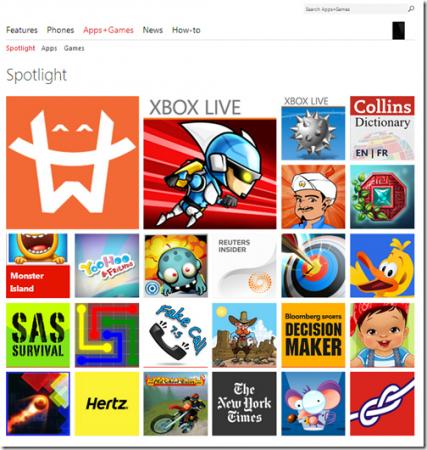 Search Apps+Games
Features Phones Apps+Games News How-to
Spotlight Apps Games
Spotlight
XBOX LIVE
XBOX LIVE
Collins
Dictionary
EN | FR
Monster
Island
YooHoo
& Friends
REUTERS
INSIDER
SAS
SURVIVAL
Fake Call
7.5
Bloomberg SPORTS
DECISION
MAKER
Hertz
The
New York
Times